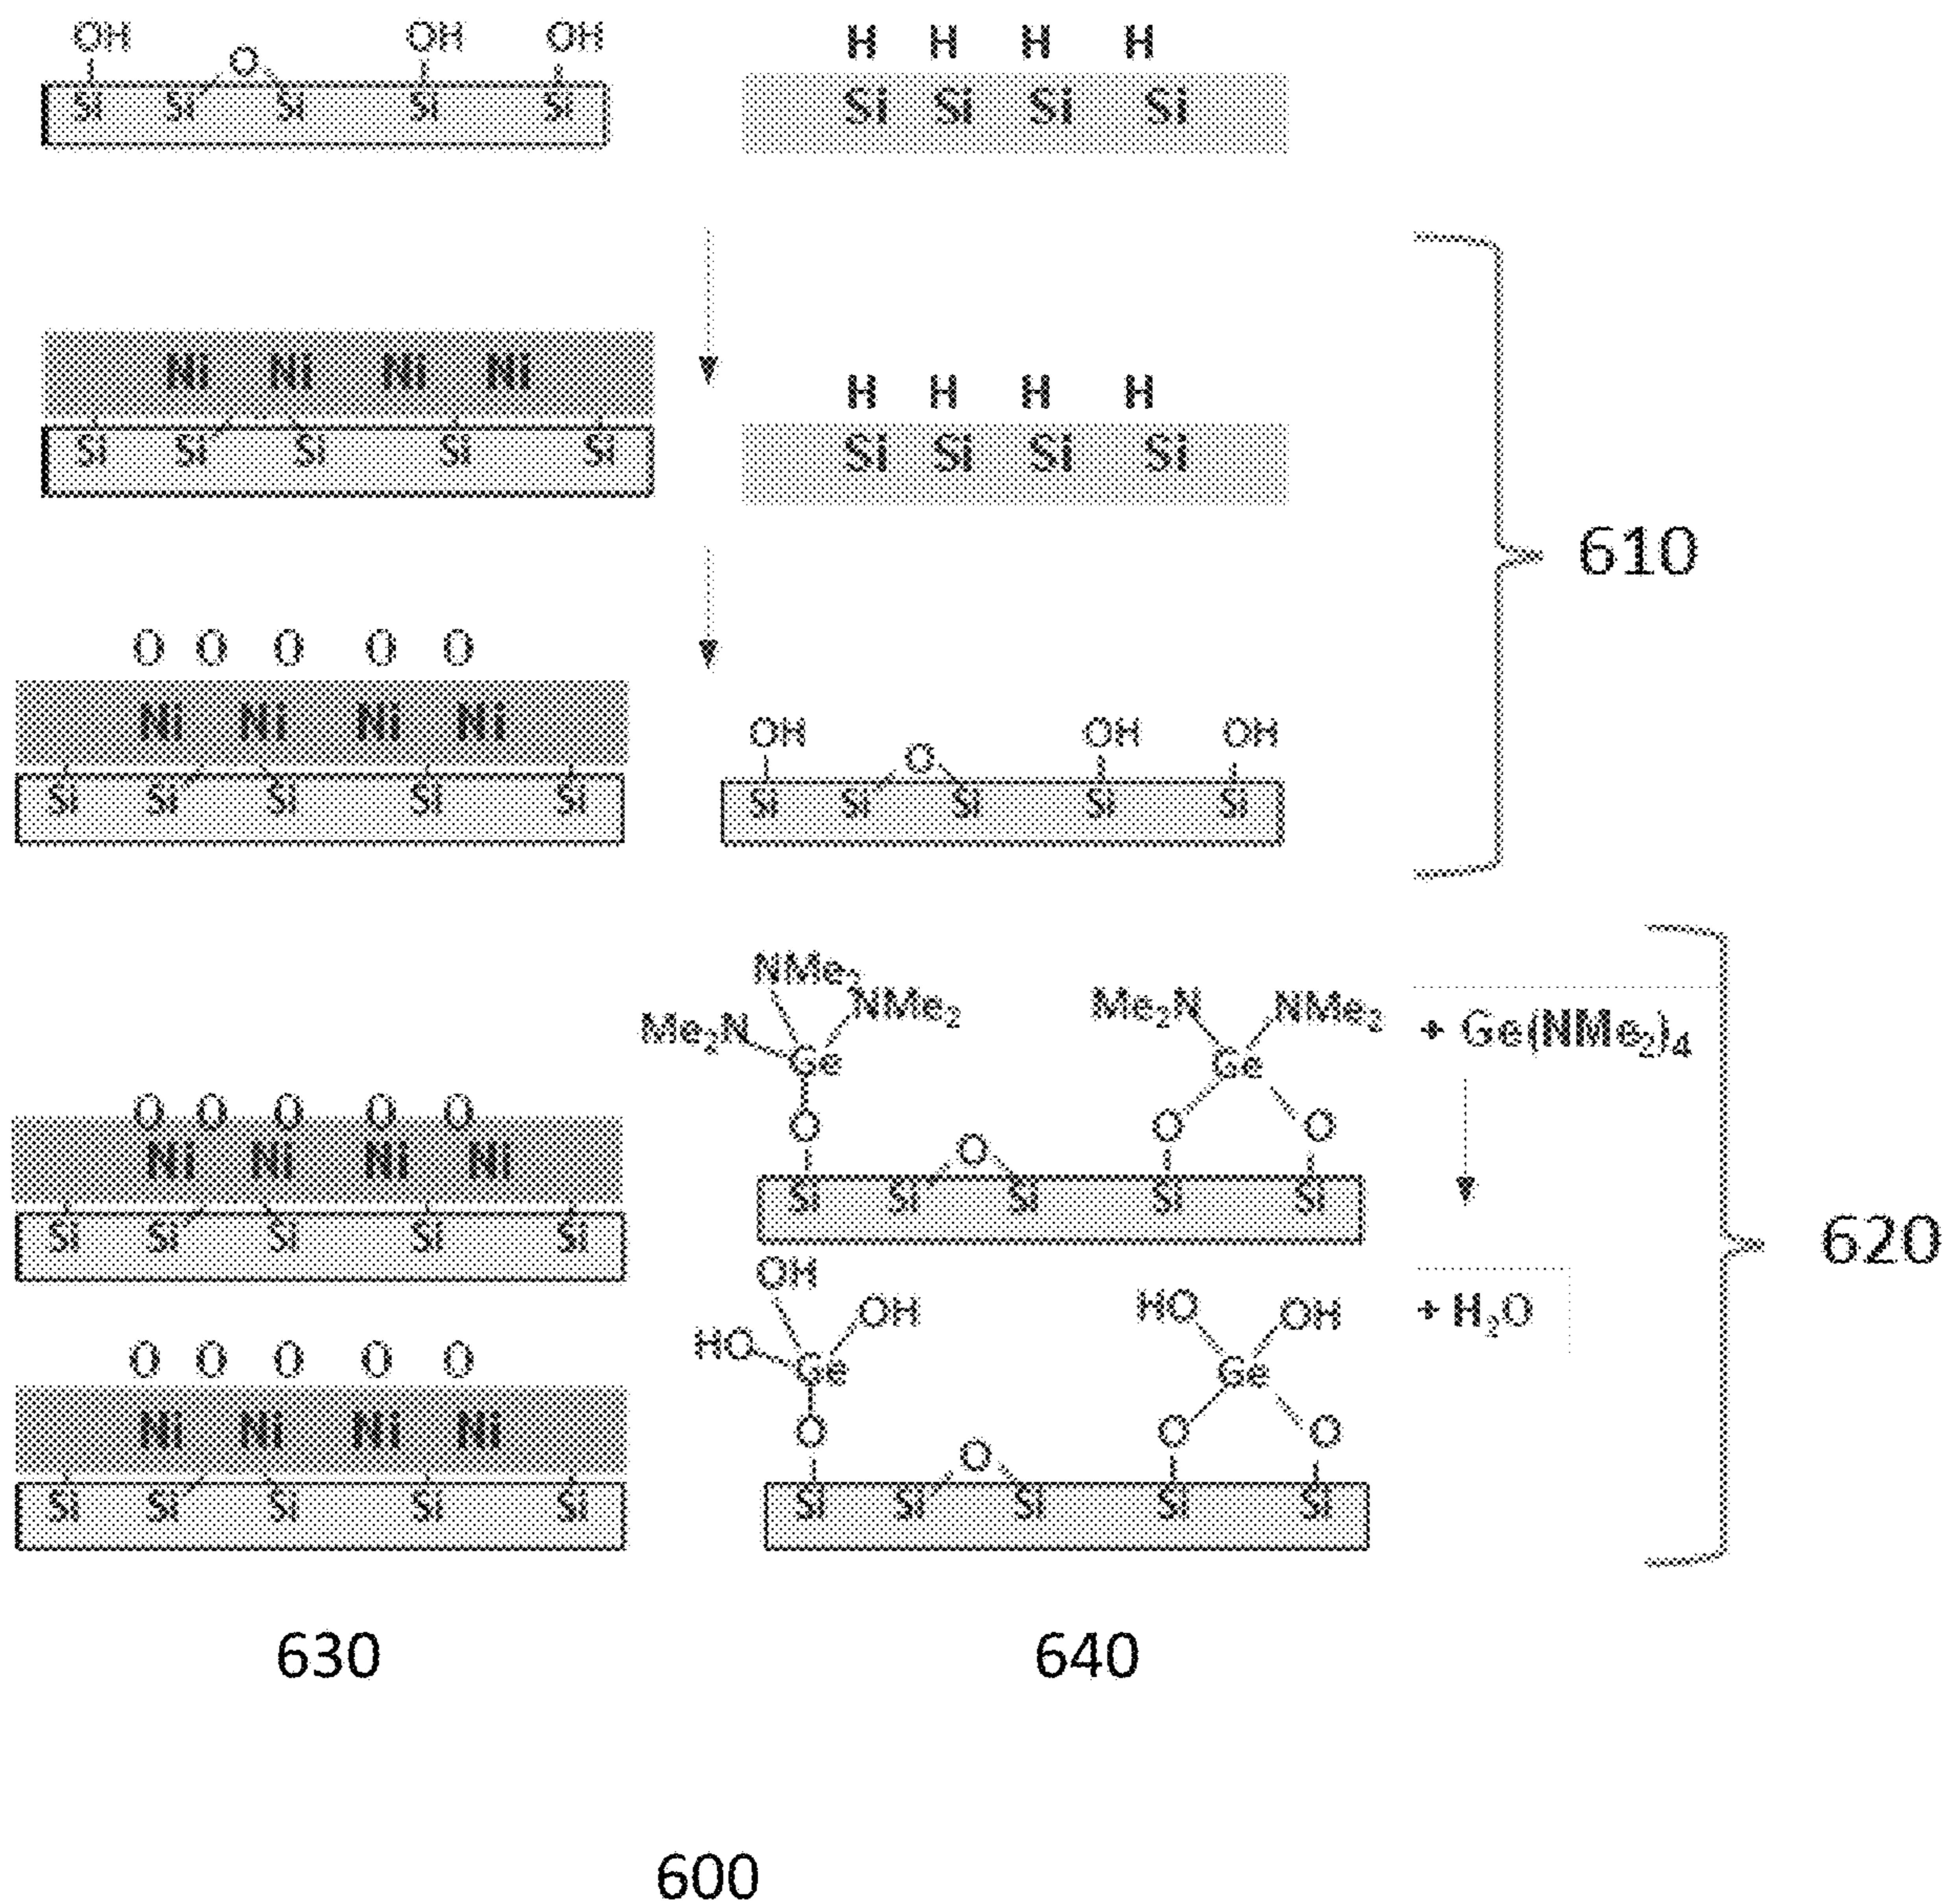 OH O OH OH
Si Si Si Si Si
H H H H
Si Si Si Si
Ni Ni Ni Ni
Si Si Si Si Si
H H H H
Si Si Si Si
610
O O O O O
Ni Ni Ni Ni
Si Si Si Si Si
OH O OH OH
Si Si Si Si Si
O O O O O
Ni Ni Ni Ni
Si Si Si Si Si
NMe₂
Me₂N NMe₂ Me₂N NMe₂
Ge Ge
O O O O
Si Si Si Si Si
+ Ge(NMe₂)₄
620
O O O O O
Ni Ni Ni Ni
Si Si Si Si Si
OH
HO OH HO OH
Ge Ge
O O O O
Si Si Si Si Si
+ H₂O
630 640
600